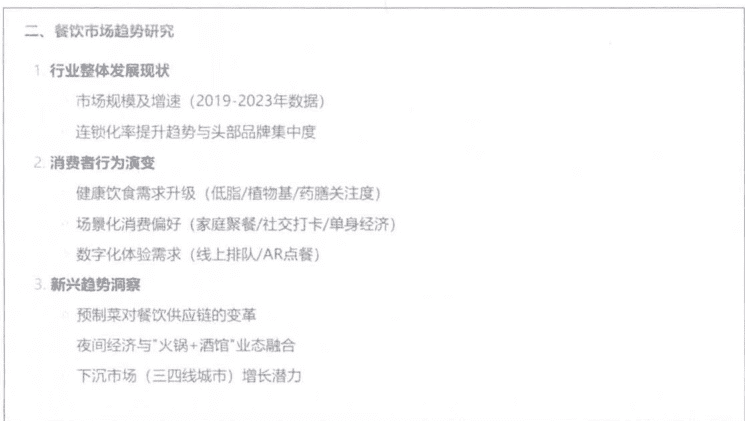 二、餐饮市场趋势研究
1. 行业整体发展现状
市场规模及增速（2019-2023年数据）
连锁化率提升趋势与头部品牌集中度
2. 消费者行为演变
健康饮食需求升级（低脂/植物基/药膳关注度）
场景化消费偏好（家庭聚餐/社交打卡/单身经济）
数字化体验需求（线上排队/AR点餐）
3. 新兴趋势洞察
预制菜对餐饮供应链的变革
夜间经济与"火锅+酒馆"业态融合
下沉市场（三四线城市）增长潜力